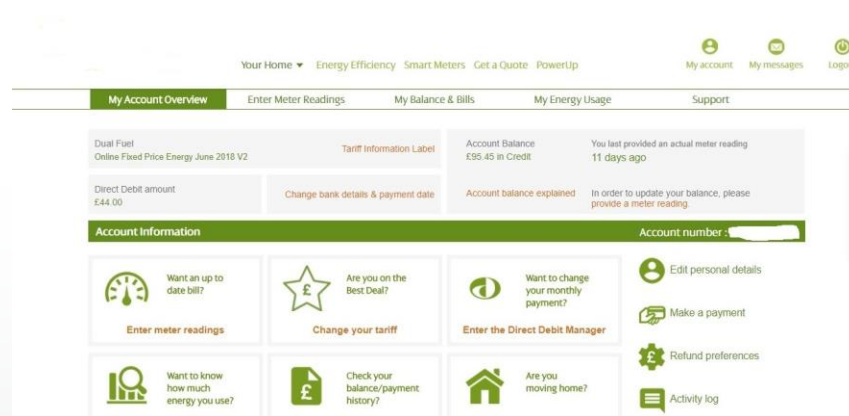 Your Home Energy Efficiency Smart Meters Get a Quote PowerUp
My account My messages
My Account Overview Enter Meter Readings My Balance & Bills My Energy Usage Support
Dual Fuel
Online Fixed Price Energy June 2018 V2
Tariff Information Label
Account Balance
£95.45 in Credit
You last provided an actual meter reading
11 days ago
Direct Debit amount
£44.00
Change bank details & payment date
Account balance explained
In order to update your balance, please
provide a meter reading.
Account Information Account number :
Want an up to
date bill?
Enter meter readings
£
Are you on the
Best Deal?
Change your tariff
Want to change
your monthly
payment?
Enter the Direct Debit Manager
Edit personal details
Make a payment
£
Refund preferences
Activity log
Want to know
how much
energy you use?
£
Check your
balance/payment
history?
Are you
moving home?